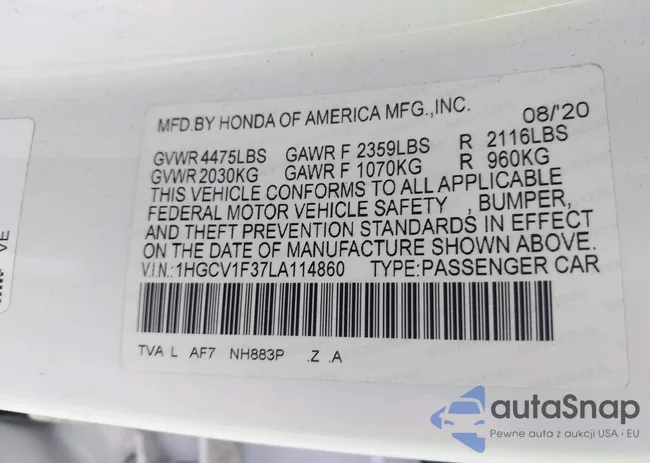 MFD.BY HONDA OF AMERICA MFG.,INC. 08/'20
GVWR 4475LBS GAWR F 2359LBS R 2116LBS
GVWR 2030KG GAWR F 1070KG R 960KG
THIS VEHICLE CONFORMS TO ALL APPLICABLE
FEDERAL MOTOR VEHICLE SAFETY , BUMPER,
AND THEFT PREVENTION STANDARDS IN EFFECT
ON THE DATE OF MANUFACTURE SHOWN ABOVE.
V.I.N.:1HGCV1F37LA114860 TYPE:PASSENGER CAR
TVA L AF7 NH883P .Z .A
VE
autaSnap
Pewne auta z aukcji USA i EU